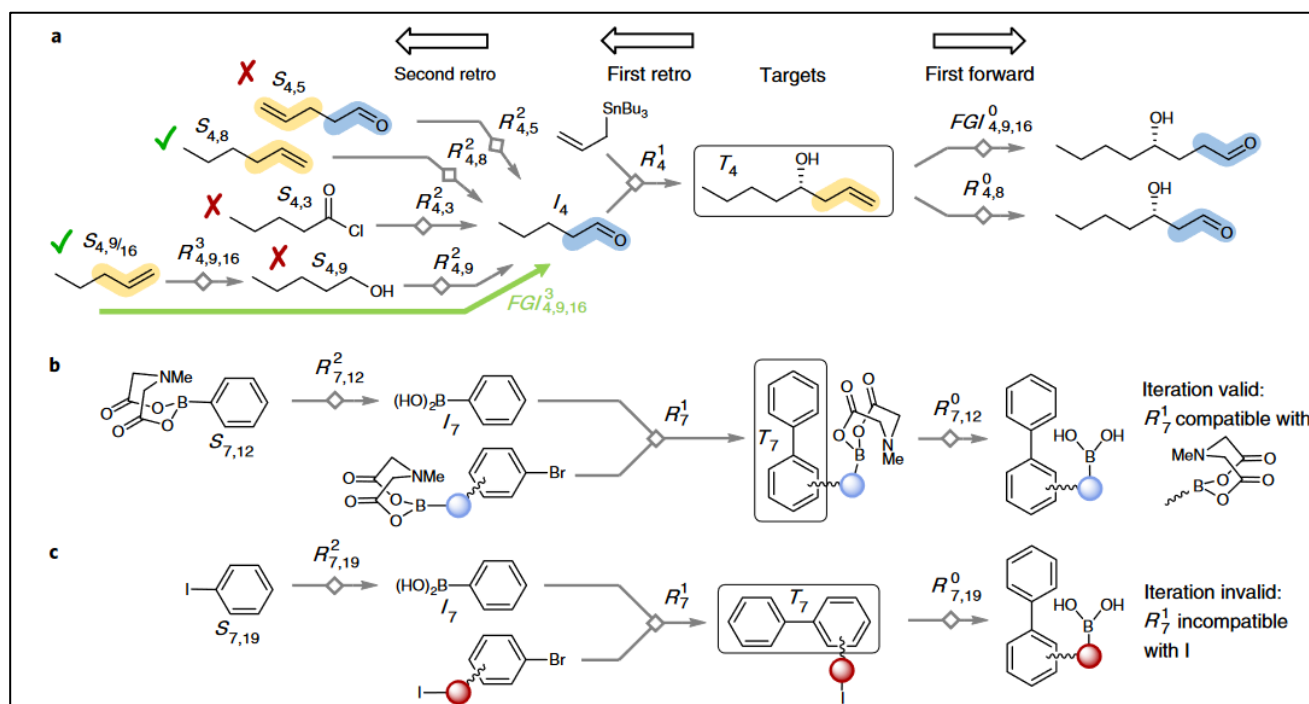 a
Second retro
First retro
Targets
First forward
✗ S4,5
O
R²4,5
SnBu3
✓ S4,8
R²4,8
R¹4
T4
OH
FGI⁰4,9,16
OH
O
R⁰4,8
OH
O
✗ S4,3
O
Cl
R²4,3
I4
O
✓ S4,9/16
R³4,9,16
✗ S4,9
OH
R²4,9
FGI³4,9,16
b
NMe
O
O
B
O
O
S7,12
R²7,12
(HO)2B
I7
NMe
O
O
B
O
O
Br
R¹7
T7
O
O
O
O
B
NMe
R⁰7,12
HO
OH
B
Iteration valid:
R¹7 compatible with
MeN
O
O
B
O
O
c
I
S7,19
R²7,19
(HO)2B
I7
I
Br
R¹7
T7
I
R⁰7,19
HO
OH
B
Iteration invalid:
R¹7 incompatible
with I